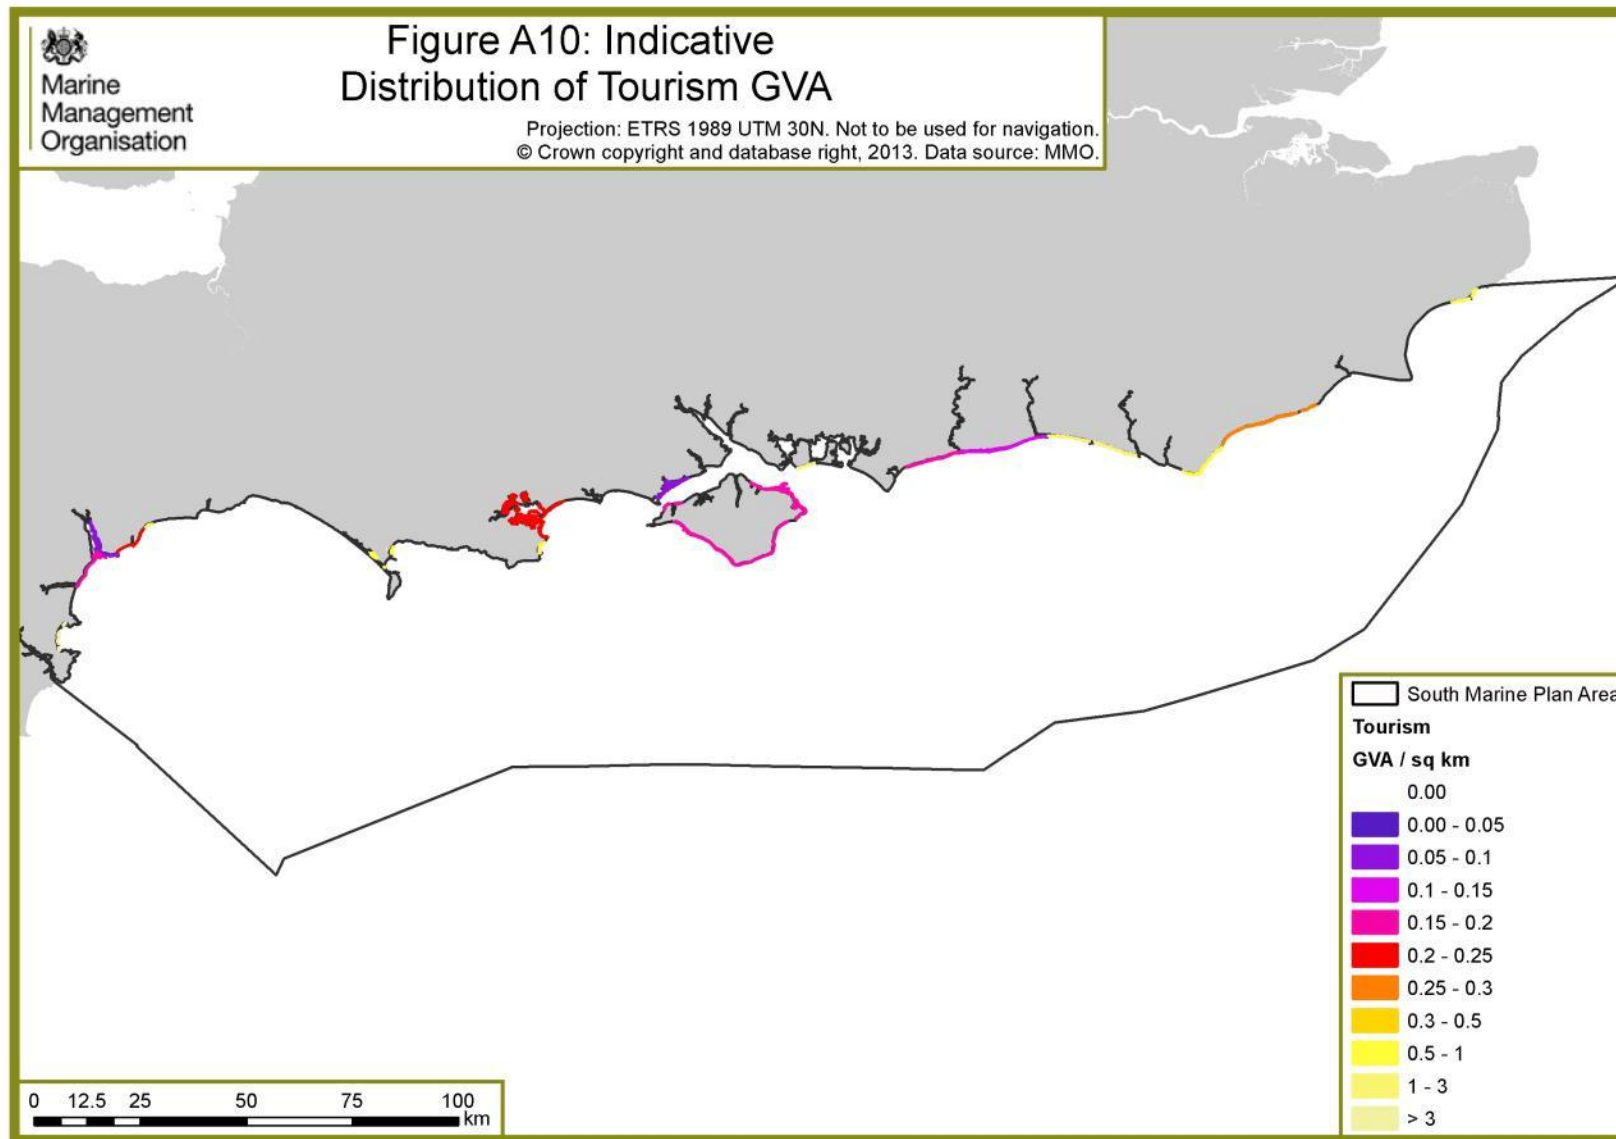 Marine
Management
Organisation
Figure A10: Indicative
Distribution of Tourism GVA
Projection: ETRS 1989 UTM 30N. Not to be used for navigation.
© Crown copyright and database right, 2013. Data source: MMO.
South Marine Plan Area
Tourism
GVA / sq km
0.00
0.00 - 0.05
0.05 - 0.1
0.1 - 0.15
0.15 - 0.2
0.2 - 0.25
0.25 - 0.3
0.3 - 0.5
0.5 - 1
1 - 3
> 3
0 12.5 25 50 75 100
km